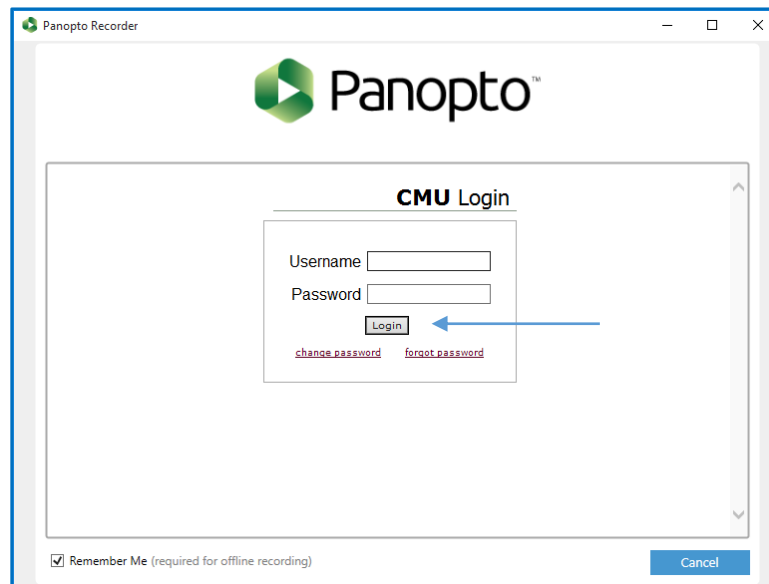 Panopto Recorder
Panopto™
CMU Login
Username
Password
Login
change password forgot password
Remember Me (required for offline recording)
Cancel